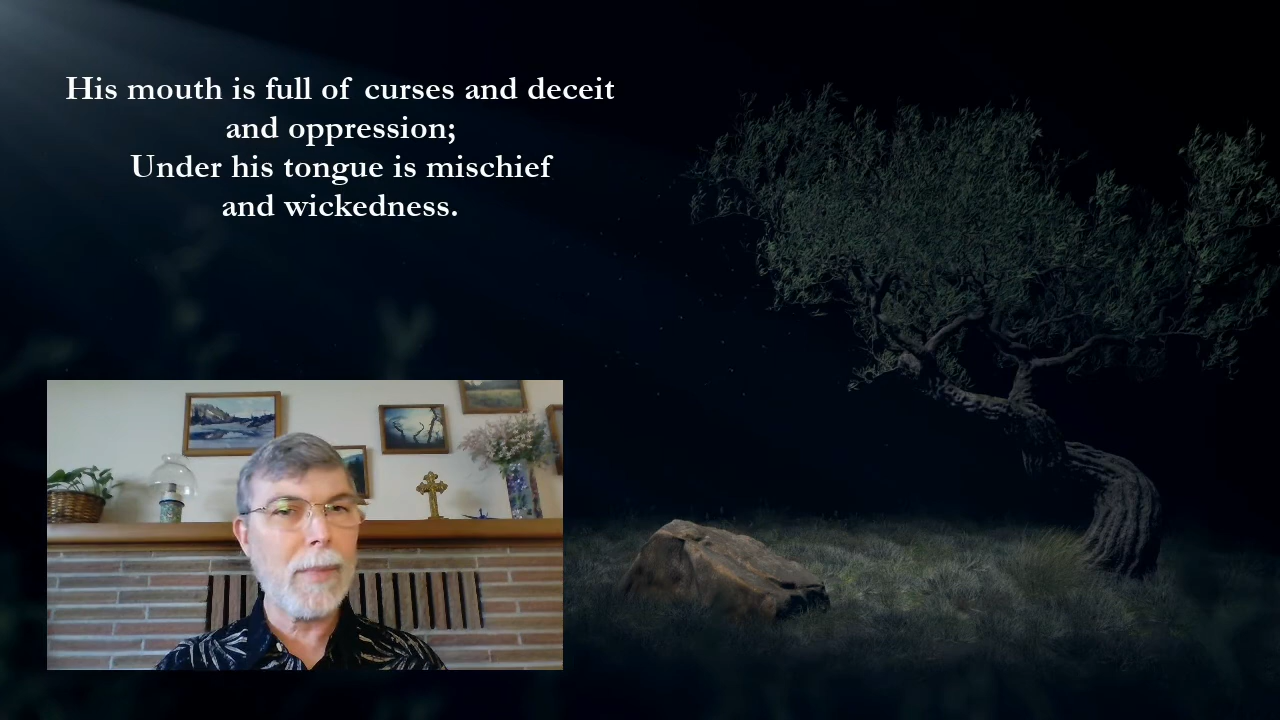 His mouth is full of curses and deceit
and oppression;
Under his tongue is mischief
and wickedness.